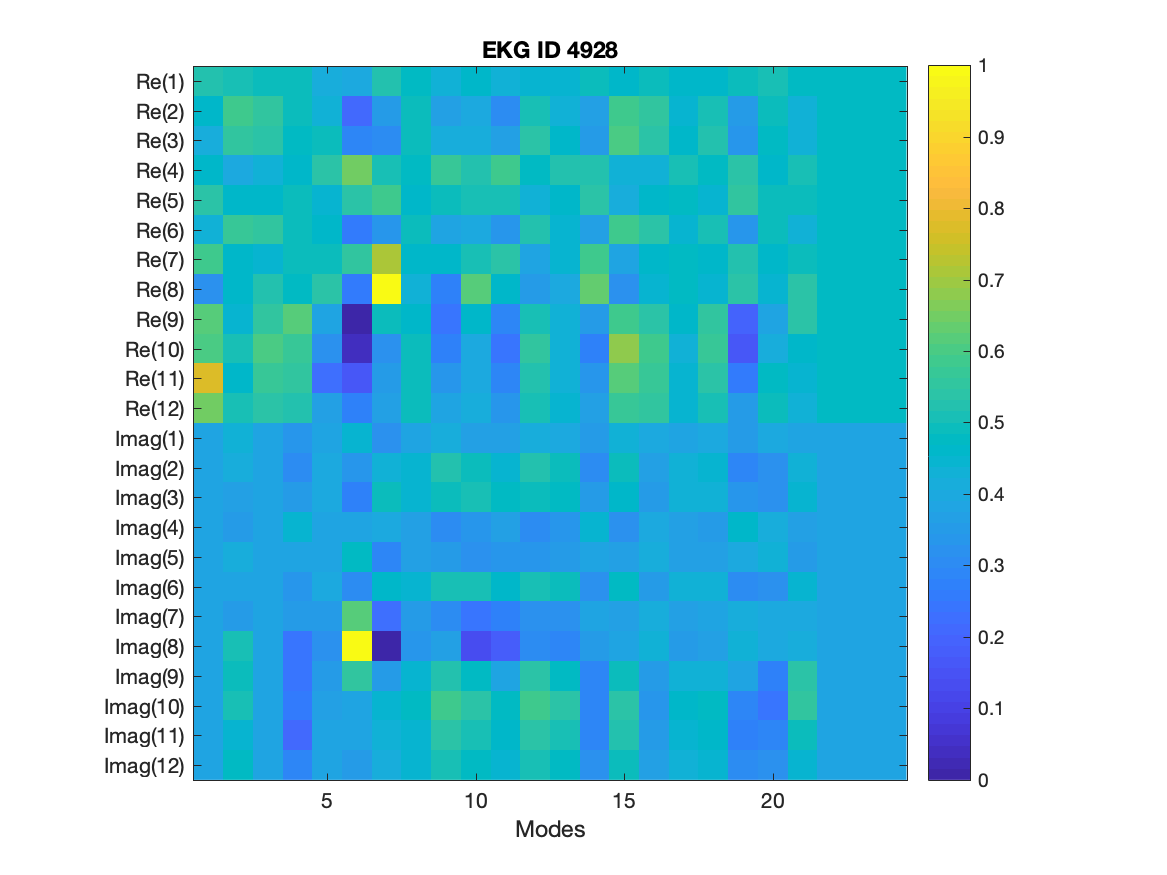 EKG ID 4928
Re(1)
Re(2)
Re(3)
Re(4)
Re(5)
Re(6)
Re(7)
Re(8)
Re(9)
Re(10)
Re(11)
Re(12)
Imag(1)
Imag(2)
Imag(3)
Imag(4)
Imag(5)
Imag(6)
Imag(7)
Imag(8)
Imag(9)
Imag(10)
Imag(11)
Imag(12)
5 10 15 20
Modes
1
0.9
0.8
0.7
0.6
0.5
0.4
0.3
0.2
0.1
0